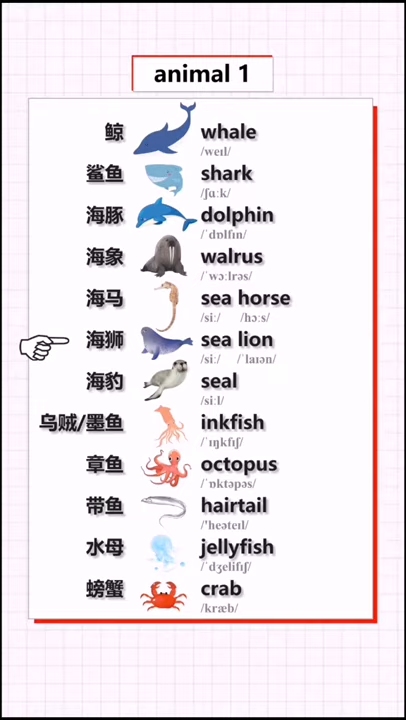 animal 1
鲸 whale
/weɪl/
鲨鱼 shark
/ʃɑːk/
海豚 dolphin
/ˈdɒlfɪn/
海象 walrus
/ˈwɔːlrəs/
海马 sea horse
/siː/ /hɔːs/
海狮 sea lion
/siː/ /ˈlaɪən/
海豹 seal
/siːl/
乌贼/墨鱼 inkfish
/ˈɪŋkfɪʃ/
章鱼 octopus
/ˈɒktəpəs/
带鱼 hairtail
/'heəteɪl/
水母 jellyfish
/ˈdʒelifɪʃ/
螃蟹 crab
/kræb/